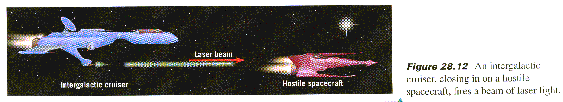 Laser beam
Intergalactic cruiser
Hostile spacecraft
Figure 28.12 An intergalactic
cruiser, closing in on a hostile
spacecraft, fires a beam of laser light.